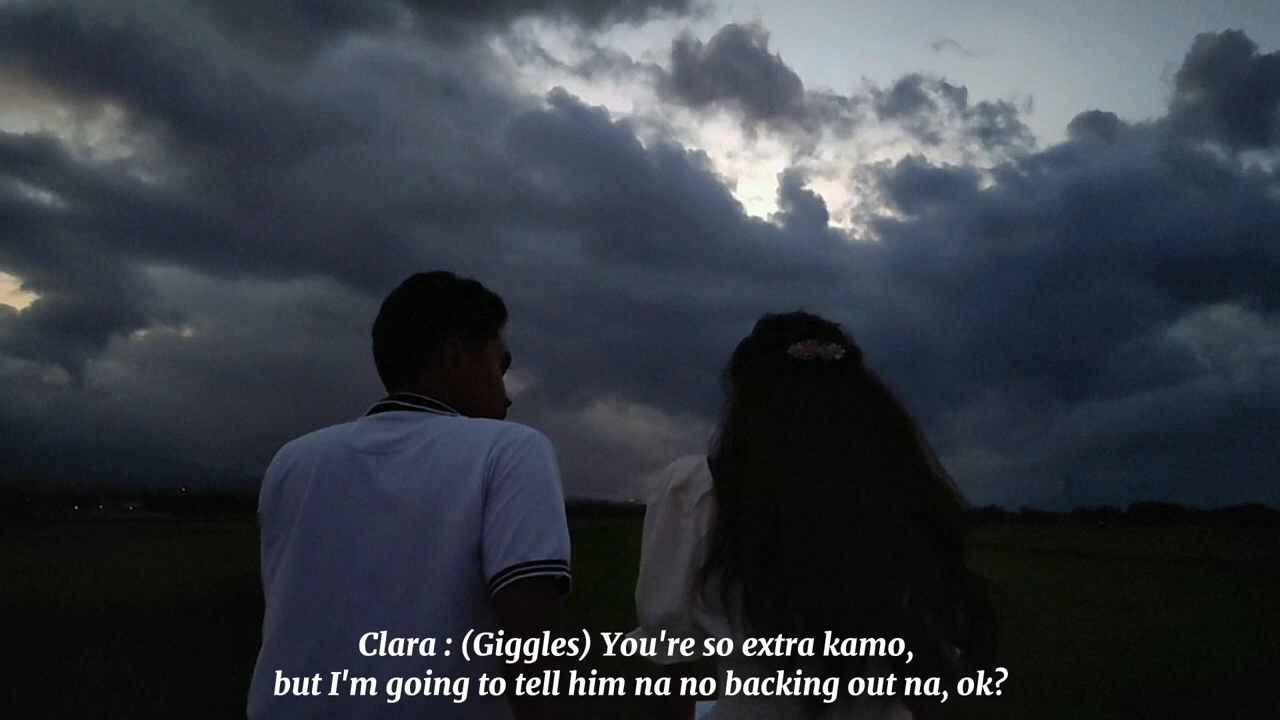 Clara : (Giggles) You're so extra kamo,
but I'm going to tell him na no backing out na, ok?